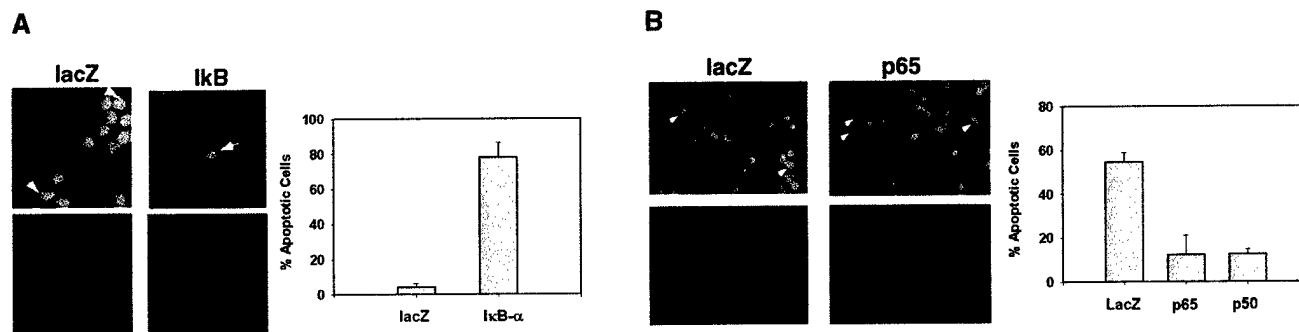 A
lacZ
IkB
% Apoptotic Cells
100
80
60
40
20
0
lacZ
IκB-α
B
lacZ
p65
% Apoptotic Cells
80
60
40
20
0
LacZ
p65
p50